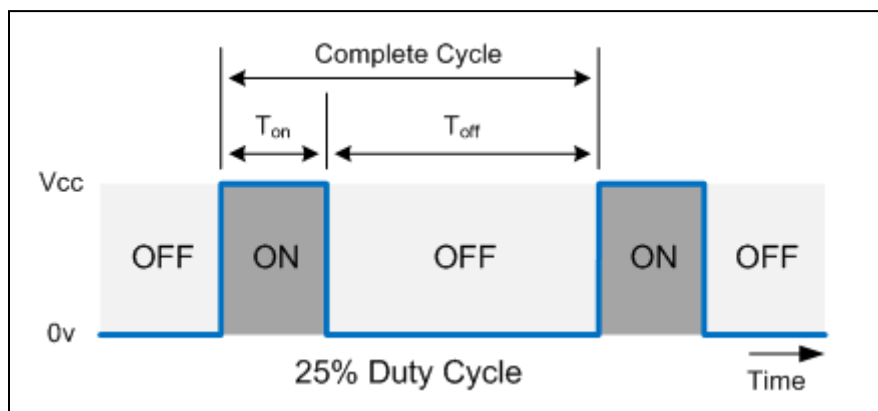 Complete Cycle
Ton
Toff
Vcc
OFF
ON
OFF
ON
OFF
0v
25% Duty Cycle
Time